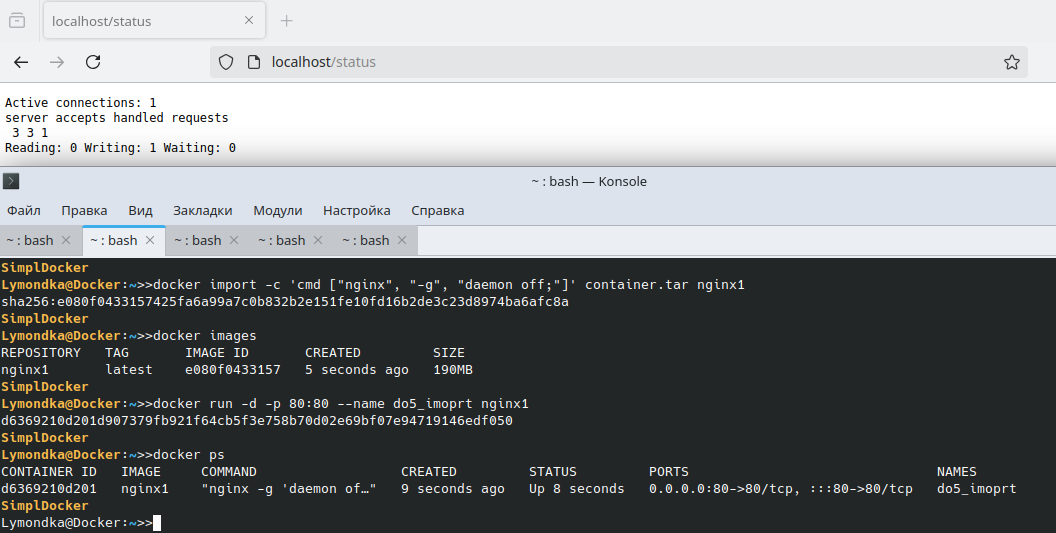 localhost/status
localhost/status
Active connections: 1
server accepts handled requests
 3 3 1
Reading: 0 Writing: 1 Waiting: 0
~ : bash — Konsole
Файл Правка Вид Закладки Модули Настройка Справка
~ : bash ~ : bash ~ : bash ~ : bash ~ : bash
SimplDocker
Lymondka@Docker:~>>docker import -c 'cmd ["nginx", "-g", "daemon off;"]' container.tar nginx1
sha256:e080f0433157425fa6a99a7c0b832b2e151fe10fd16b2de3c23d8974ba6afc8a
SimplDocker
Lymondka@Docker:~>>docker images
REPOSITORY   TAG       IMAGE ID       CREATED         SIZE
nginx1       latest    e080f0433157   5 seconds ago   190MB
SimplDocker
Lymondka@Docker:~>>docker run -d -p 80:80 --name do5_imoprt nginx1
d6369210d201d907379fb921f64cb5f3e758b70d02e69bf07e94719146edf050
SimplDocker
Lymondka@Docker:~>>docker ps
CONTAINER ID   IMAGE     COMMAND                  CREATED         STATUS         PORTS                               NAMES
d6369210d201   nginx1    "nginx -g 'daemon of…"   9 seconds ago   Up 8 seconds   0.0.0.0:80->80/tcp, :::80->80/tcp   do5_imoprt
SimplDocker
Lymondka@Docker:~>>